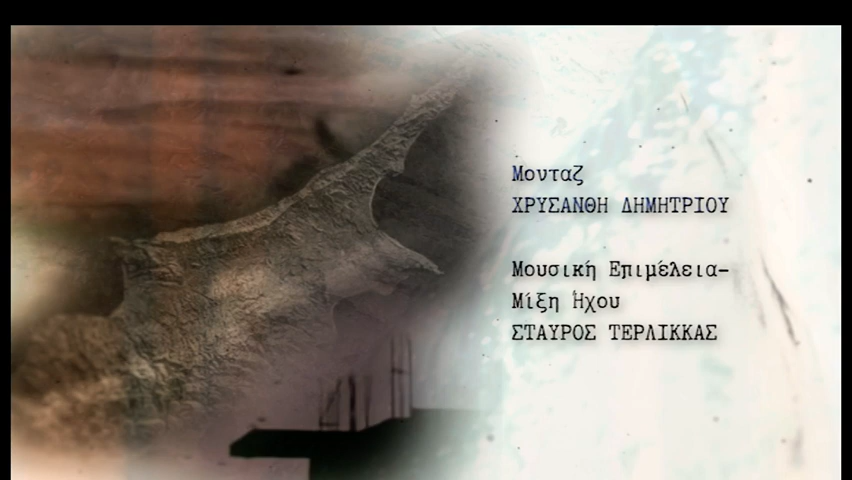 Μονταζ
ΧΡΥΣΑΝΘΗ ΔΗΜΗΤΡΙΟΥ
Μουσική Επιμέλεια-
Μίξη Ήχου
ΣΤΑΥΡΟΣ ΤΕΡΛΙΚΚΑΣ